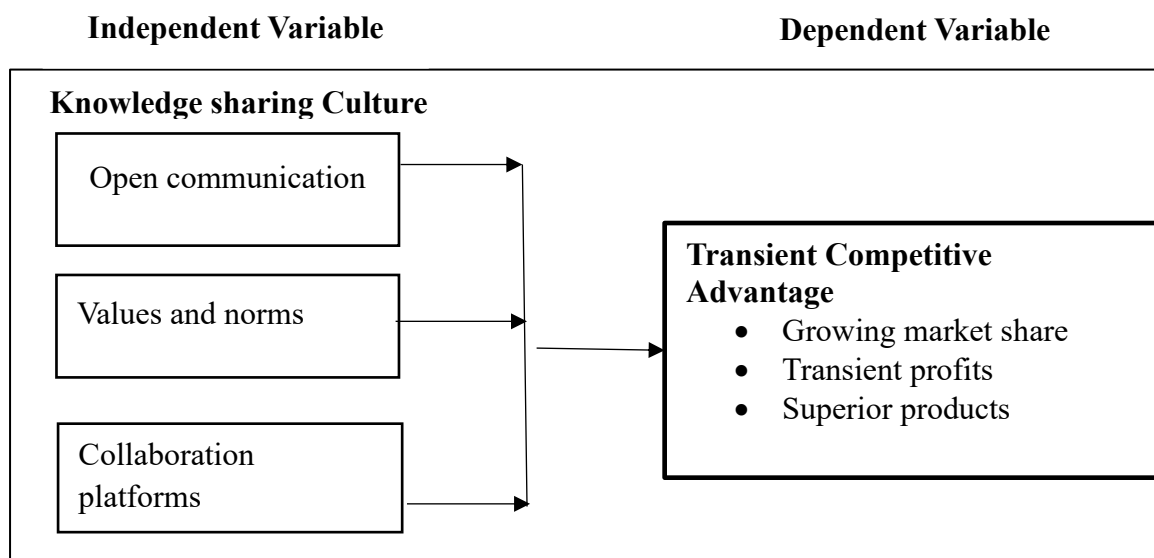 Independent Variable
Dependent Variable
Knowledge sharing Culture
Open communication
Values and norms
Collaboration
platforms
Transient Competitive
Advantage
• Growing market share
• Transient profits
• Superior products